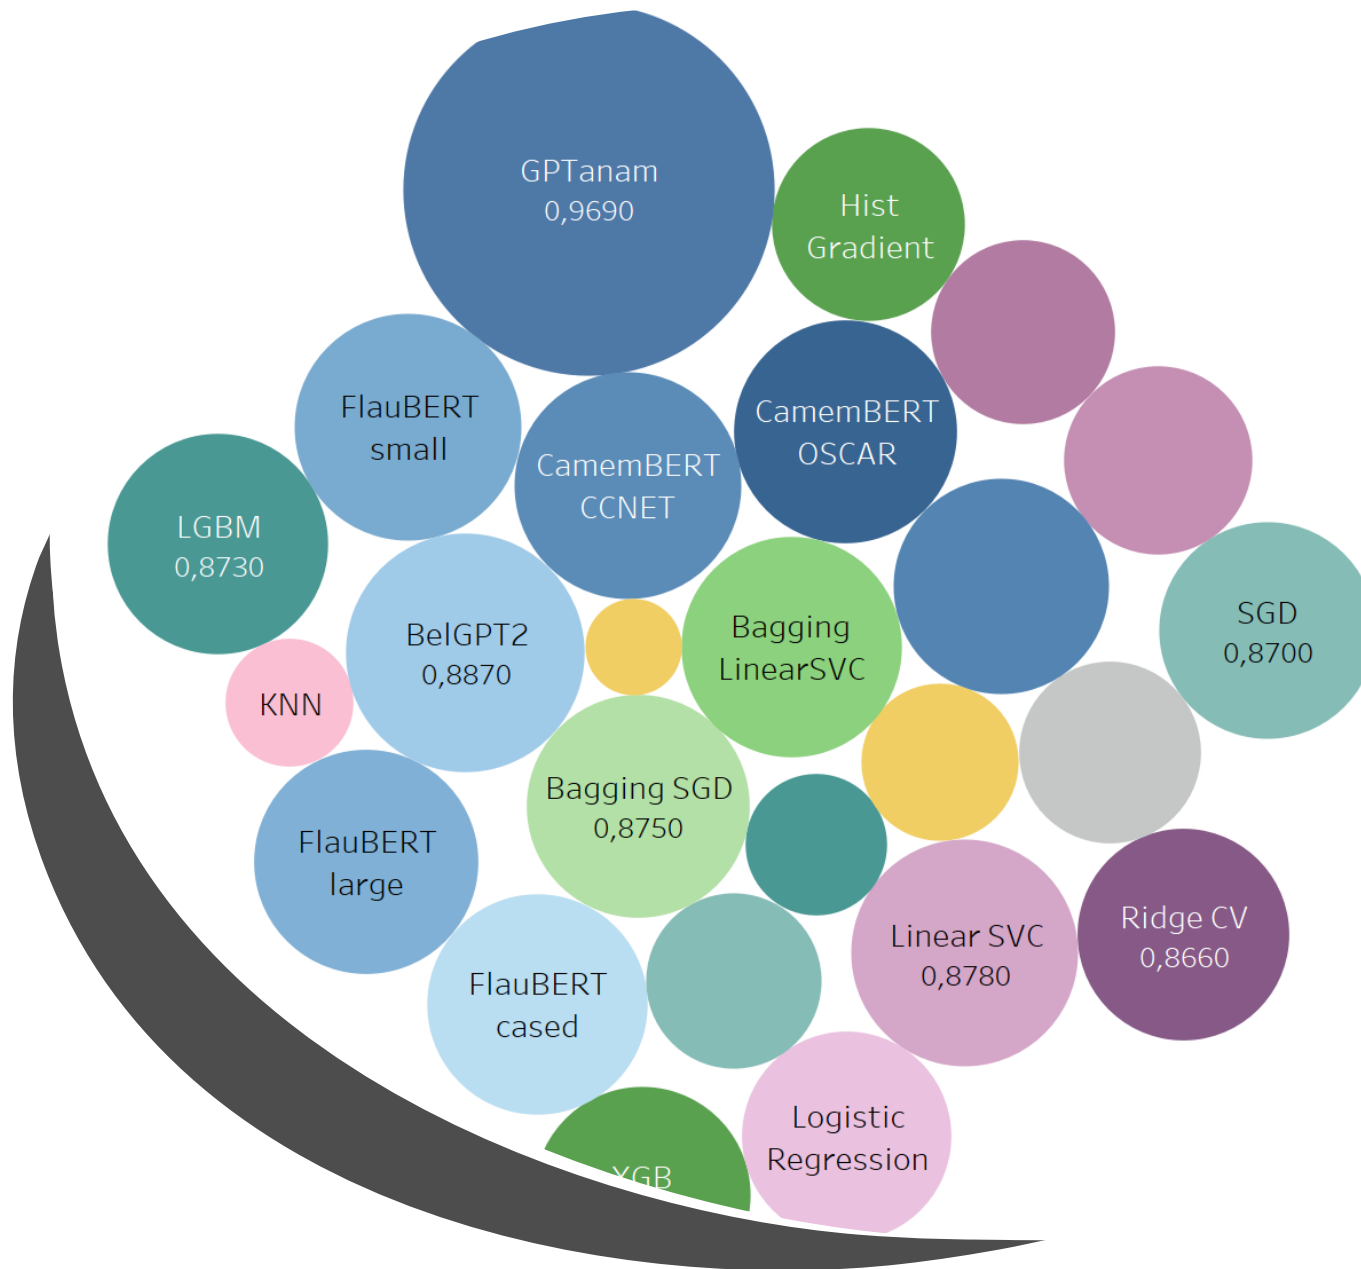 GPTanam
0,9690
Hist
Gradient
FlauBERT
small
CamemBERT
OSCAR
CamemBERT
CCNET
LGBM
0,8730
BelGPT2
0,8870
Bagging
LinearSVC
SGD
0,8700
KNN
Bagging SGD
0,8750
FlauBERT
large
Linear SVC
0,8780
Ridge CV
0,8660
FlauBERT
cased
Logistic
Regression
XGB